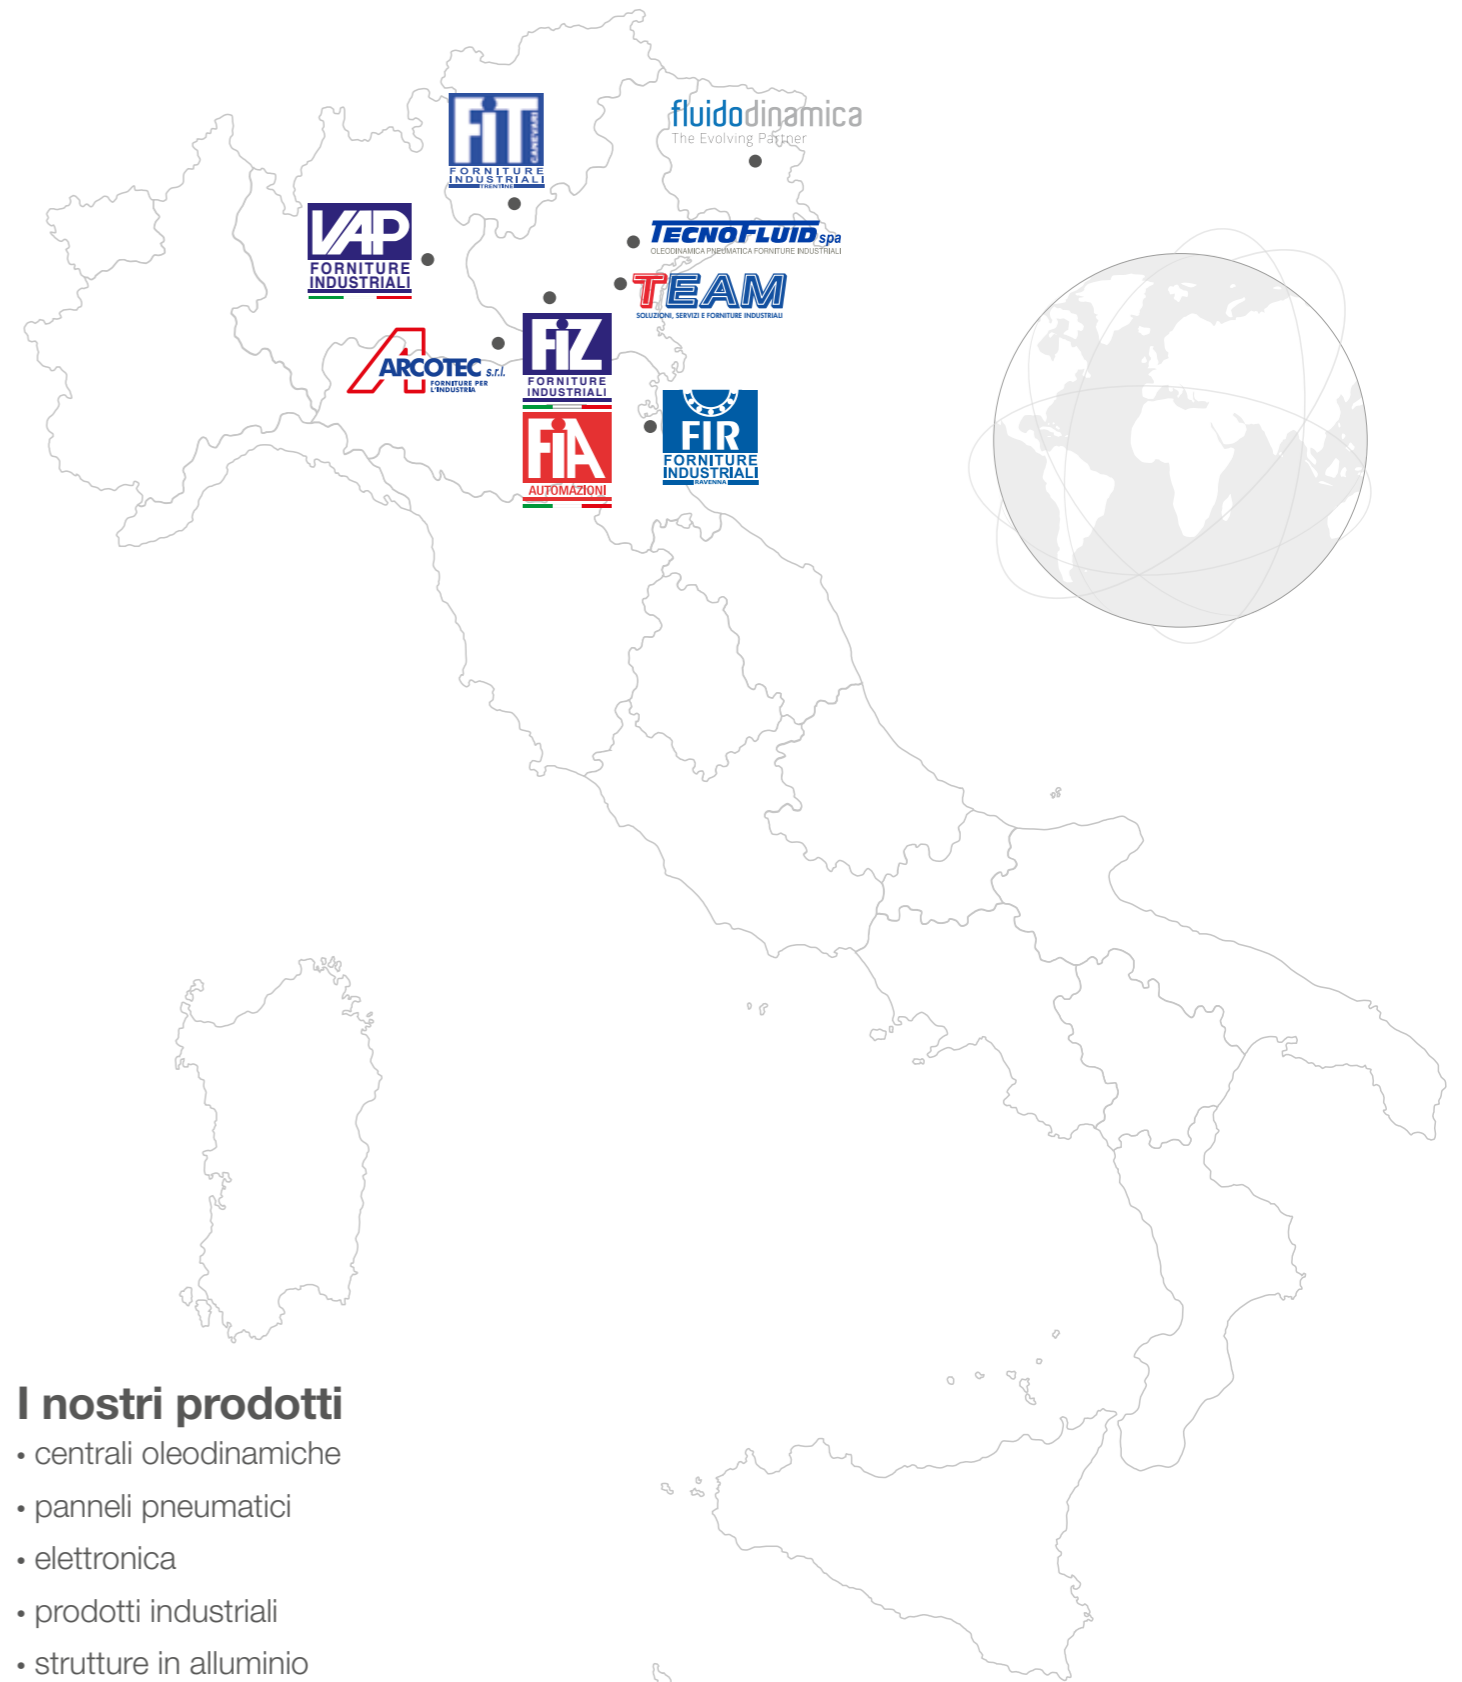 FiT
CANEVARI
FORNITURE
INDUSTRIALI
TRENTINE
fluidodinamica
The Evolving Partner
VAP
FORNITURE
INDUSTRIALI
TECNOFLUID spa
OLEODINAMICA PNEUMATICA FORNITURE INDUSTRIALI
TEAM
SOLUZIONI, SERVIZI E FORNITURE INDUSTRIALI
ARCOTEC s.r.l.
FORNITURE PER
L'INDUSTRIA
FiZ
FORNITURE
INDUSTRIALI
FiA
AUTOMAZIONI
FIR
FORNITURE
INDUSTRIALI
RAVENNA
I nostri prodotti
• centrali oleodinamiche
• panneli pneumatici
• elettronica
• prodotti industriali
• strutture in alluminio